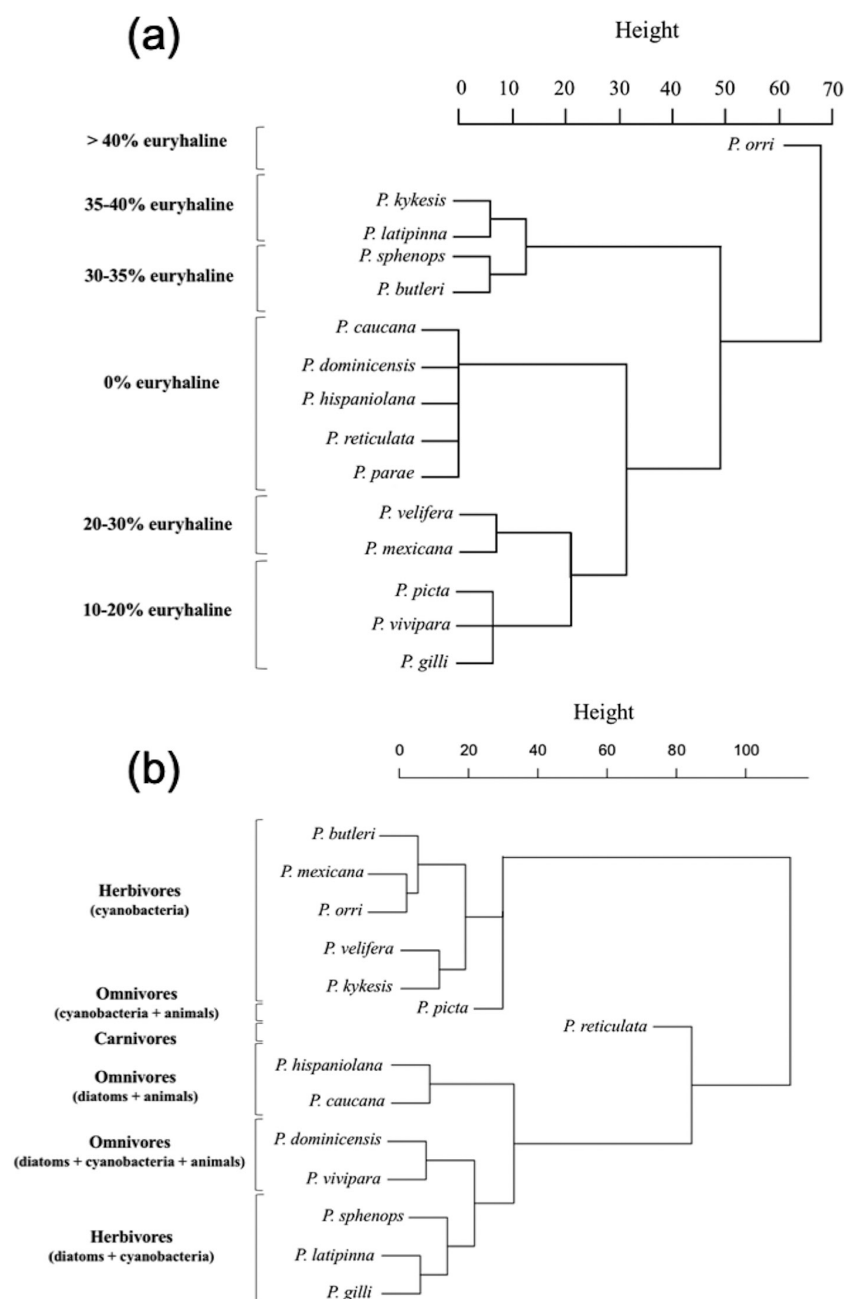 (a)
Height
0 10 20 30 40 50 60 70
> 40% euryhaline
P. orri
35-40% euryhaline
P. kykesis
P. latipinna
30-35% euryhaline
P. sphenops
P. butleri
0% euryhaline
P. caucana
P. dominicensis
P. hispaniolana
P. reticulata
P. parae
20-30% euryhaline
P. velifera
P. mexicana
10-20% euryhaline
P. picta
P. vivipara
P. gilli
(b)
Height
0 20 40 60 80 100
Herbivores
(cyanobacteria)
P. butleri
P. mexicana
P. orri
P. velifera
P. kykesis
Omnivores
(cyanobacteria + animals)
P. picta
Carnivores
P. reticulata
Omnivores
(diatoms + animals)
P. hispaniolana
P. caucana
Omnivores
(diatoms + cyanobacteria + animals)
P. dominicensis
P. vivipara
Herbivores
(diatoms + cyanobacteria)
P. sphenops
P. latipinna
P. gilli